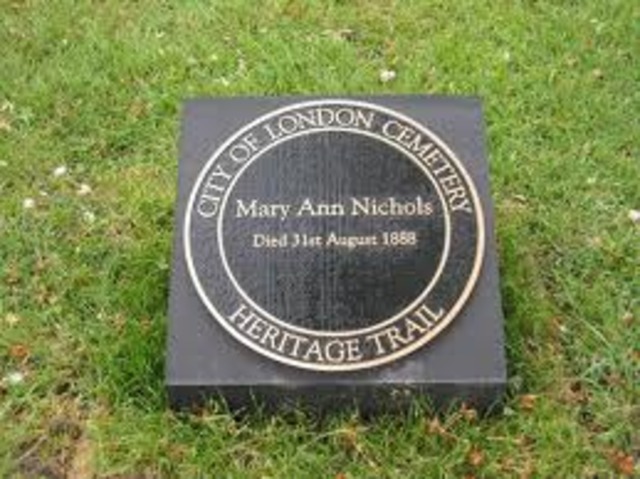 CITY OF LONDON CEMETERY
Mary Ann Nichols
Died 31st August 1888
HERITAGE TRAIL